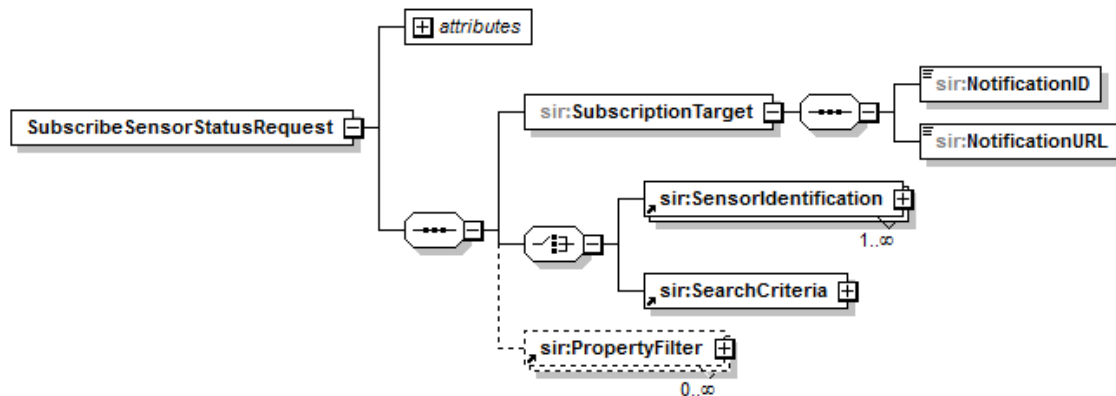 attributes
sir:NotificationID
SubscribeSensorStatusRequest
sir:SubscriptionTarget
sir:NotificationURL
sir:SensorIdentification
1..∞
sir:SearchCriteria
sir:PropertyFilter
0..∞